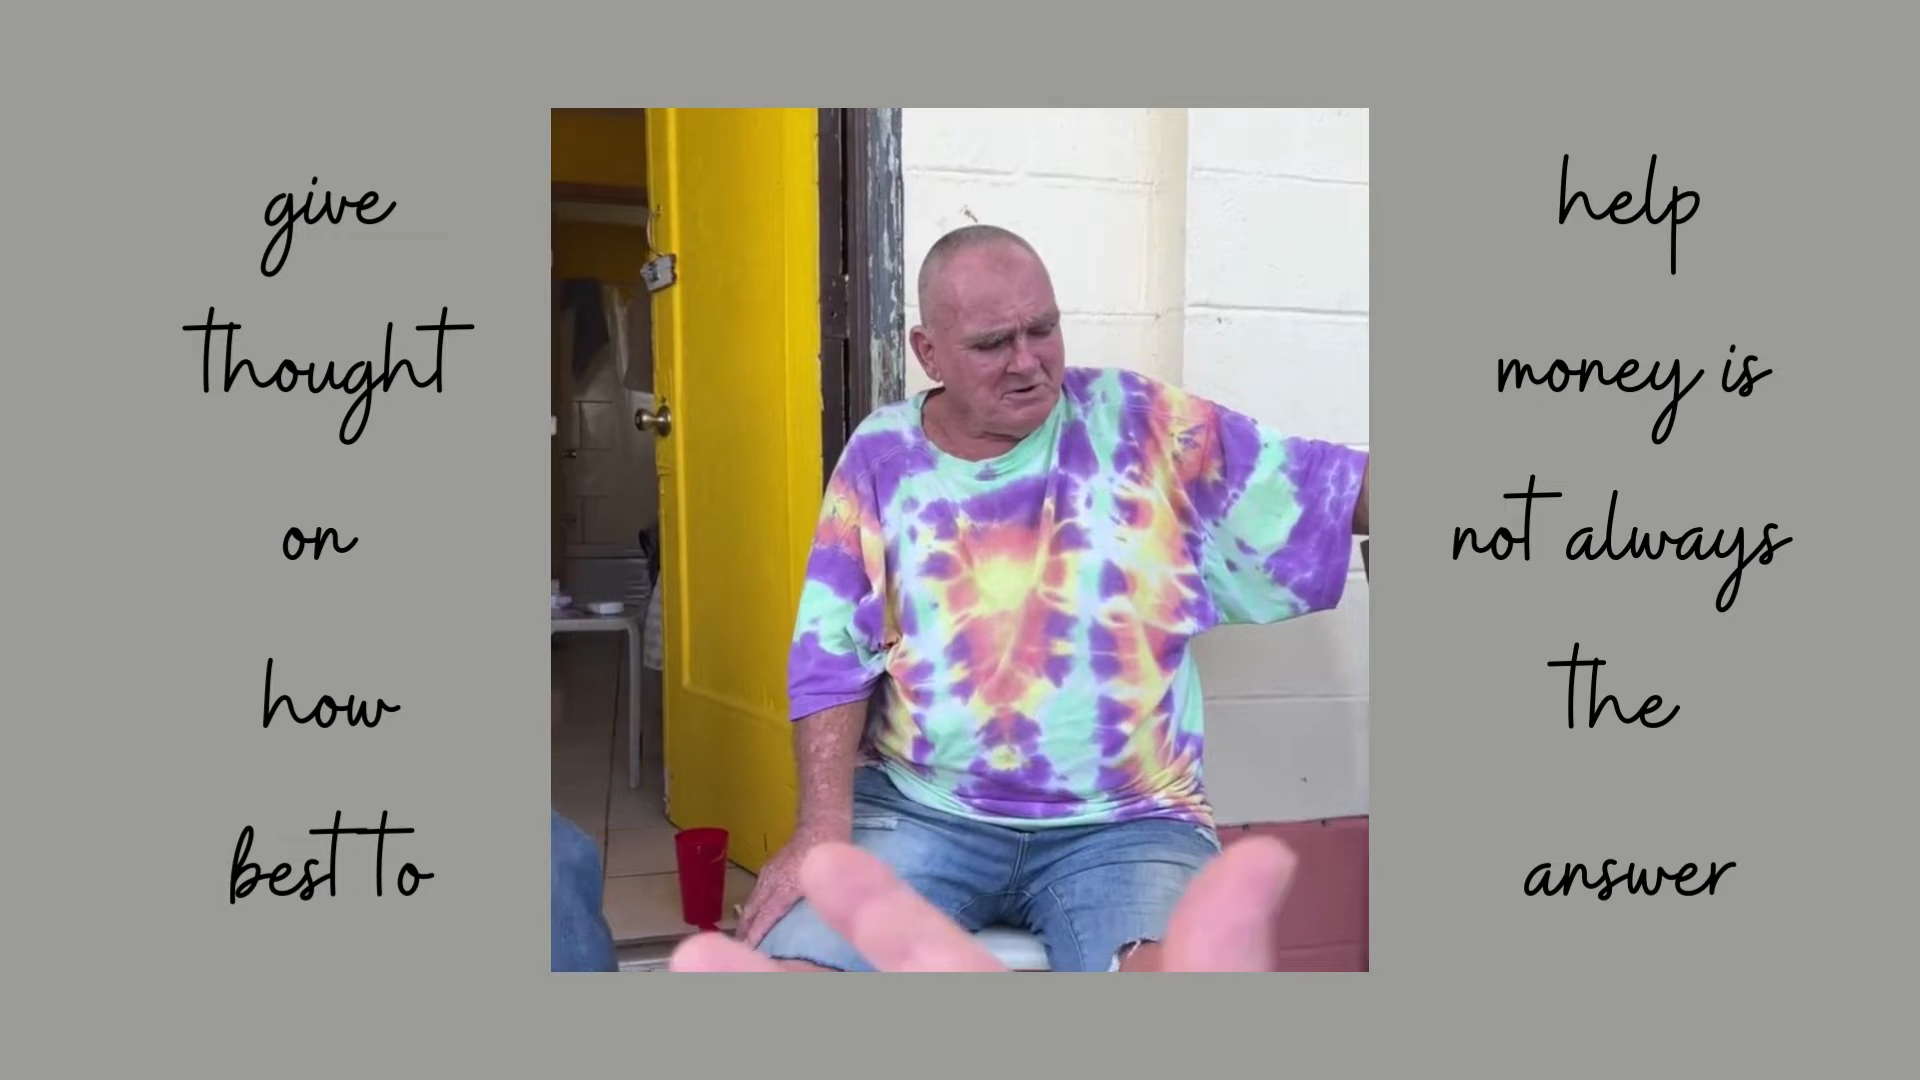 give
thought
on
how
best to
help
money is
not always
the
answer